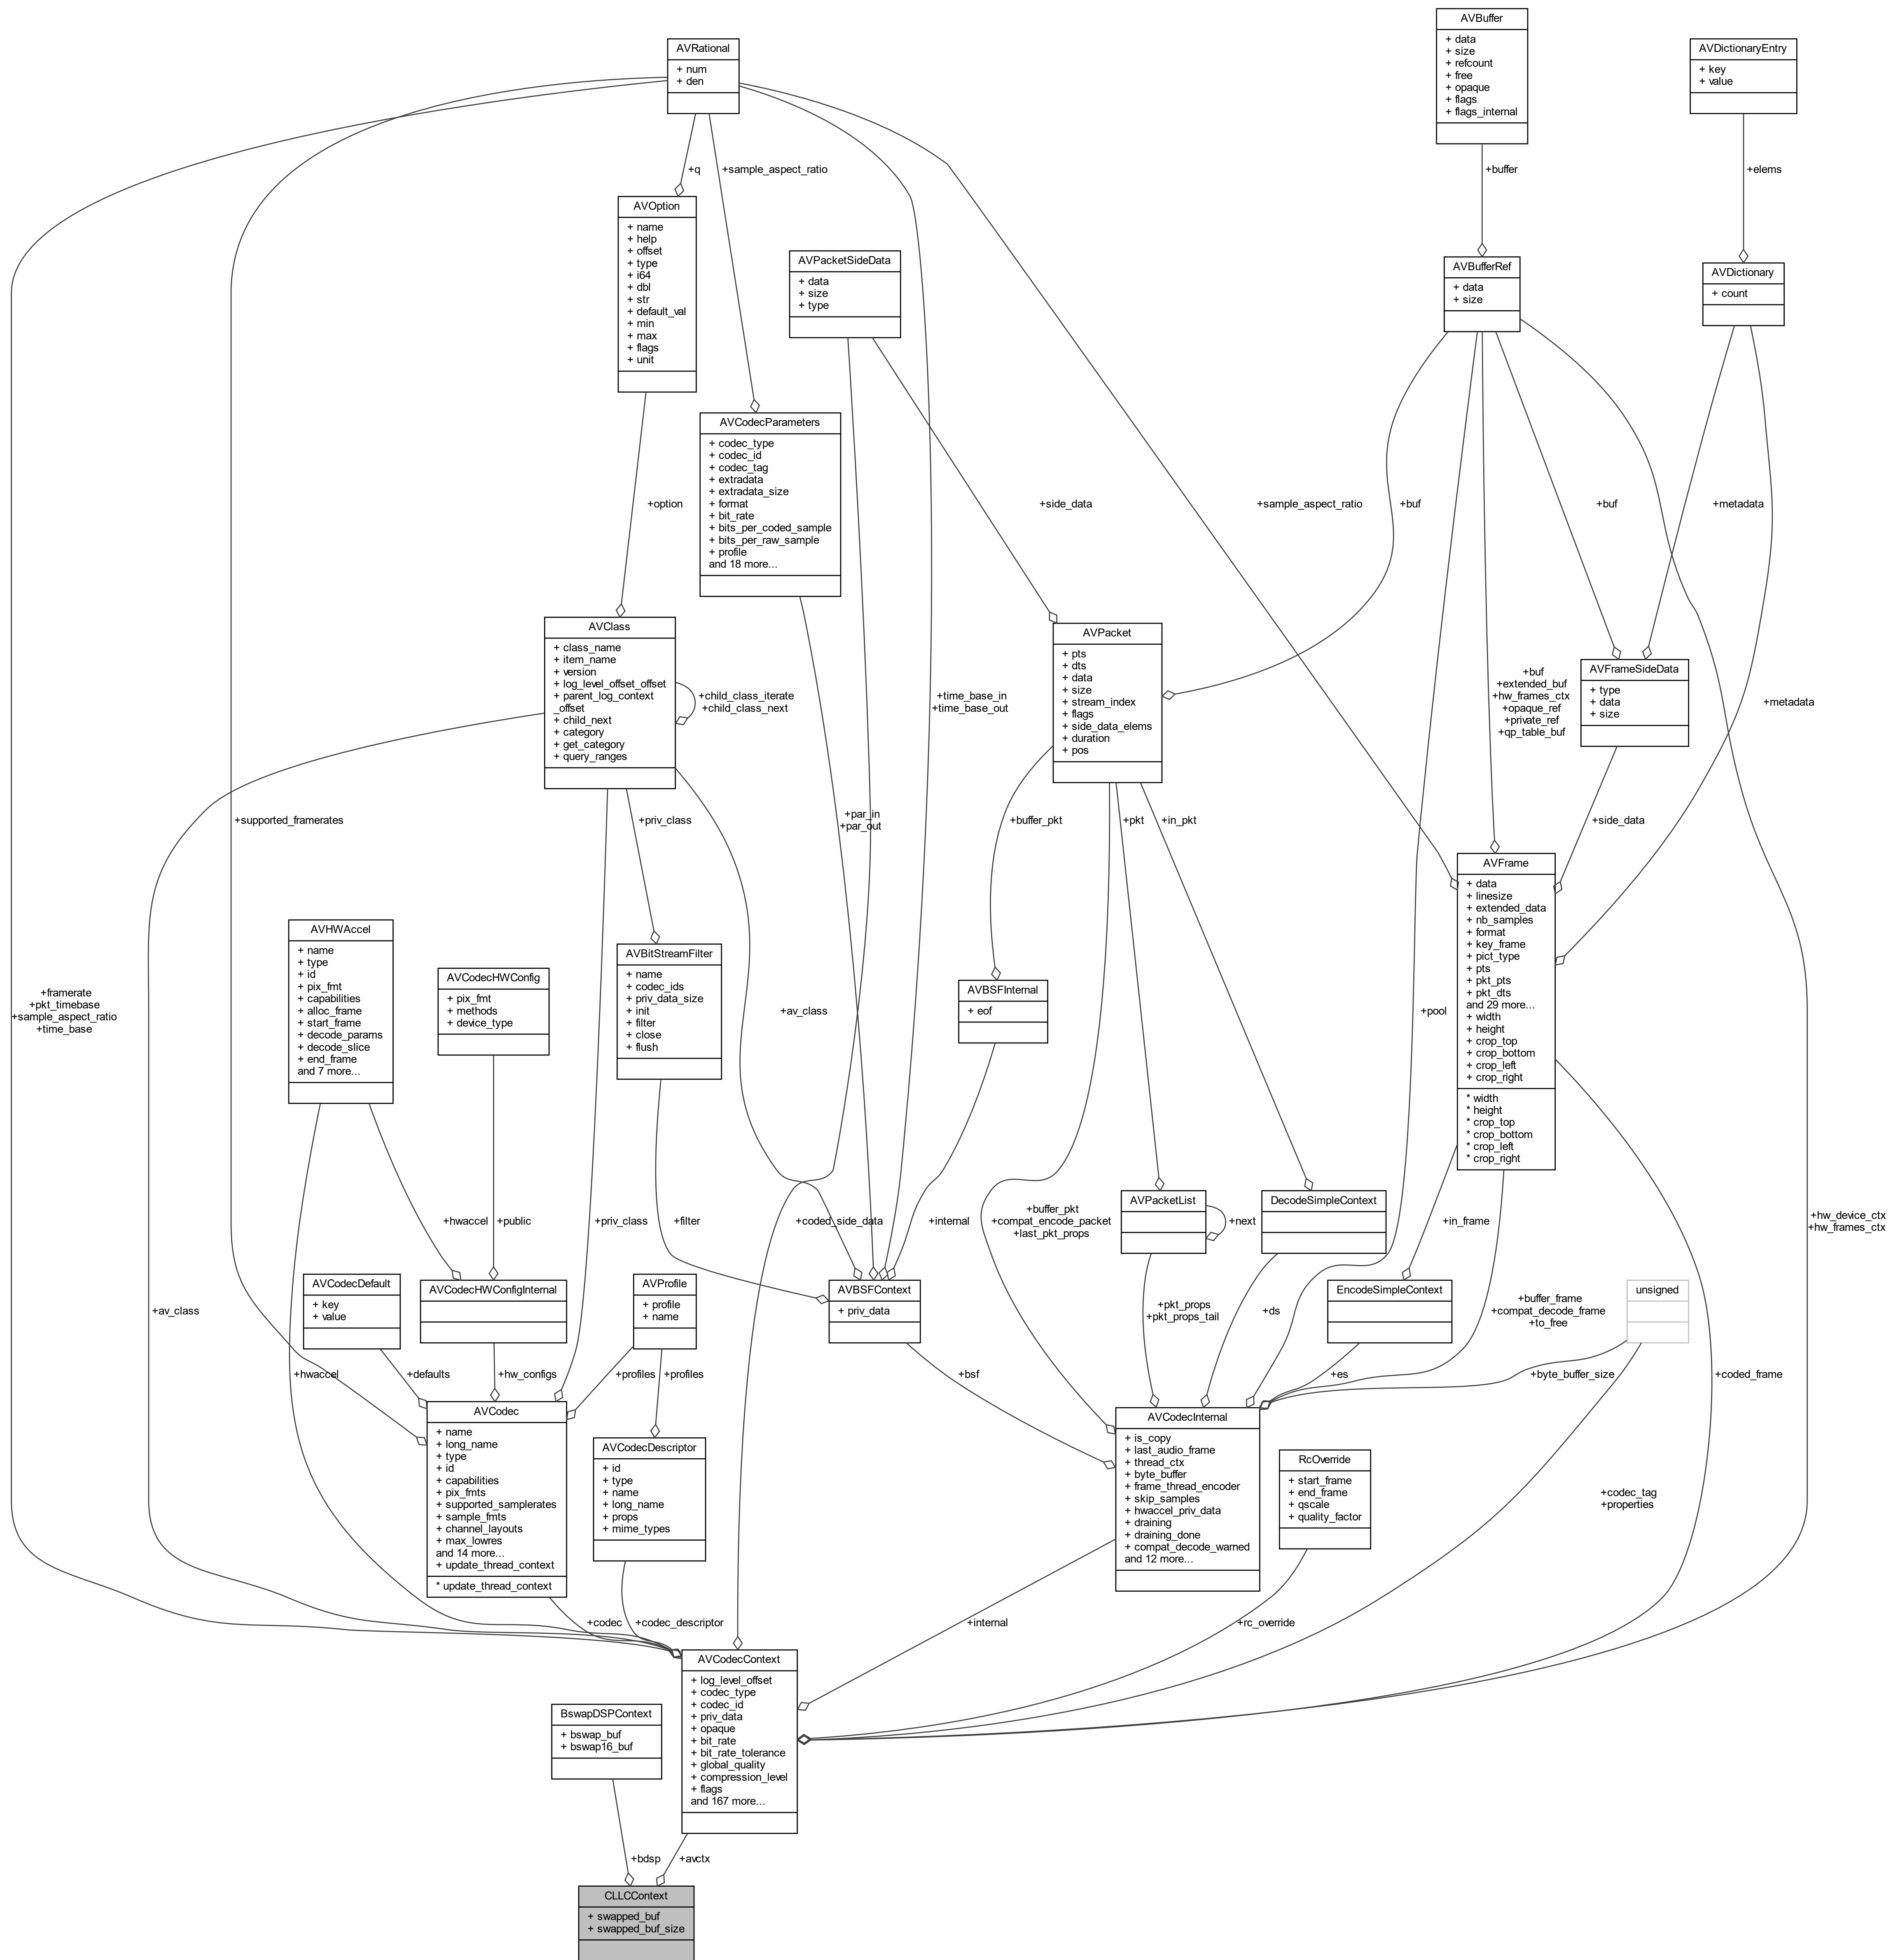 AVBuffer
+ data
+ size
+ refcount
+ free
+ opaque
+ flags
+ flags_internal
AVRational
+ num
+ den
AVDictionaryEntry
+ key
+ value
+q
+sample_aspect_ratio
+buffer
+elems
AVOption
+ name
+ help
+ offset
+ type
+ i64
+ dbl
+ str
+ default_val
+ min
+ max
+ flags
+ unit
AVPacketSideData
+ data
+ size
+ type
AVBufferRef
+ data
+ size
AVDictionary
+ count
AVCodecParameters
+ codec_type
+ codec_id
+ codec_tag
+ extradata
+ extradata_size
+ format
+ bit_rate
+ bits_per_coded_sample
+ bits_per_raw_sample
+ profile
and 18 more...
+option
+side_data
+sample_aspect_ratio
+buf
+buf
+metadata
AVClass
+ class_name
+ item_name
+ version
+ log_level_offset_offset
+ parent_log_context
_offset
+ child_next
+ category
+ get_category
+ query_ranges
+child_class_iterate
+child_class_next
+time_base_in
+time_base_out
AVPacket
+ pts
+ dts
+ data
+ size
+ stream_index
+ flags
+ side_data_elems
+ duration
+ pos
+buf
+extended_buf
+hw_frames_ctx
+opaque_ref
+private_ref
+qp_table_buf
AVFrameSideData
+ type
+ data
+ size
+metadata
+supported_framerates
+priv_class
+par_in
+par_out
+buffer_pkt
+pkt
+in_pkt
+side_data
AVFrame
+ data
+ linesize
+ extended_data
+ nb_samples
+ format
+ key_frame
+ pict_type
+ pts
+ pkt_pts
+ pkt_dts
and 29 more...
+ width
+ height
+ crop_top
+ crop_bottom
+ crop_left
+ crop_right
* width
* height
* crop_top
* crop_bottom
* crop_left
* crop_right
+framerate
+pkt_timebase
+sample_aspect_ratio
+time_base
AVHWAccel
+ name
+ type
+ id
+ pix_fmt
+ capabilities
+ alloc_frame
+ start_frame
+ decode_params
+ decode_slice
+ end_frame
and 7 more...
AVCodecHWConfig
+ pix_fmt
+ methods
+ device_type
AVBitStreamFilter
+ name
+ codec_ids
+ priv_data_size
+ init
+ filter
+ close
+ flush
+av_class
AVBSFInternal
+ eof
+pool
+hwaccel
+public
+priv_class
+filter
+coded_side_data
+internal
+buffer_pkt
+compat_encode_packet
+last_pkt_props
AVPacketList
+next
DecodeSimpleContext
+in_frame
+hw_device_ctx
+hw_frames_ctx
+av_class
AVCodecDefault
+ key
+ value
AVCodecHWConfigInternal
AVProfile
+ profile
+ name
AVBSFContext
+ priv_data
+pkt_props
+pkt_props_tail
+ds
EncodeSimpleContext
+buffer_frame
+compat_decode_frame
+to_free
unsigned
+hwaccel
+defaults
+hw_configs
+profiles
+profiles
+bsf
+es
+byte_buffer_size
+coded_frame
AVCodec
+ name
+ long_name
+ type
+ id
+ capabilities
+ pix_fmts
+ supported_samplerates
+ sample_fmts
+ channel_layouts
+ max_lowres
and 14 more...
+ update_thread_context
* update_thread_context
AVCodecDescriptor
+ id
+ type
+ name
+ long_name
+ props
+ mime_types
AVCodecInternal
+ is_copy
+ last_audio_frame
+ thread_ctx
+ byte_buffer
+ frame_thread_encoder
+ skip_samples
+ hwaccel_priv_data
+ draining
+ draining_done
+ compat_decode_warned
and 12 more...
RcOverride
+ start_frame
+ end_frame
+ qscale
+ quality_factor
+codec_tag
+properties
+codec
+codec_descriptor
+internal
+rc_override
AVCodecContext
+ log_level_offset
+ codec_type
+ codec_id
+ priv_data
+ opaque
+ bit_rate
+ bit_rate_tolerance
+ global_quality
+ compression_level
+ flags
and 167 more...
BswapDSPContext
+ bswap_buf
+ bswap16_buf
+bdsp
+avctx
CLLCContext
+ swapped_buf
+ swapped_buf_size